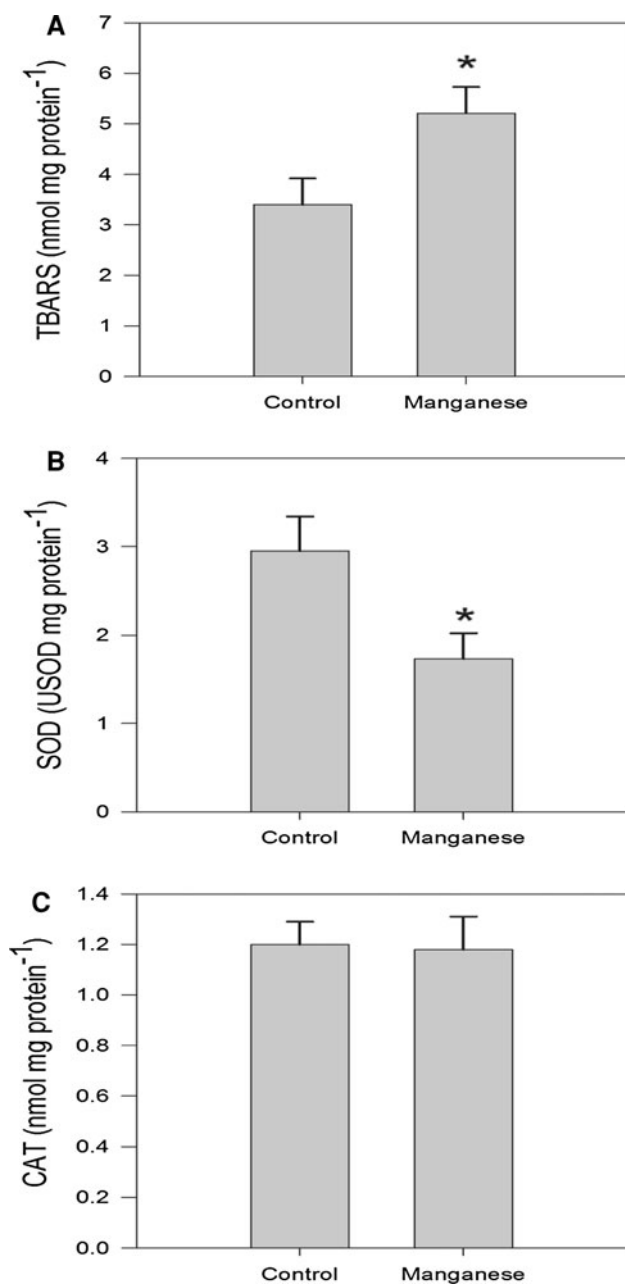 A
TBARS (nmol mg protein⁻¹)
7
6
5
4
3
2
1
0
*
Control Manganese
B
SOD (USOD mg protein⁻¹)
4
3
2
1
0
*
Control Manganese
C
CAT (nmol mg protein⁻¹)
1.4
1.2
1.0
0.8
0.6
0.4
0.2
0.0
Control Manganese